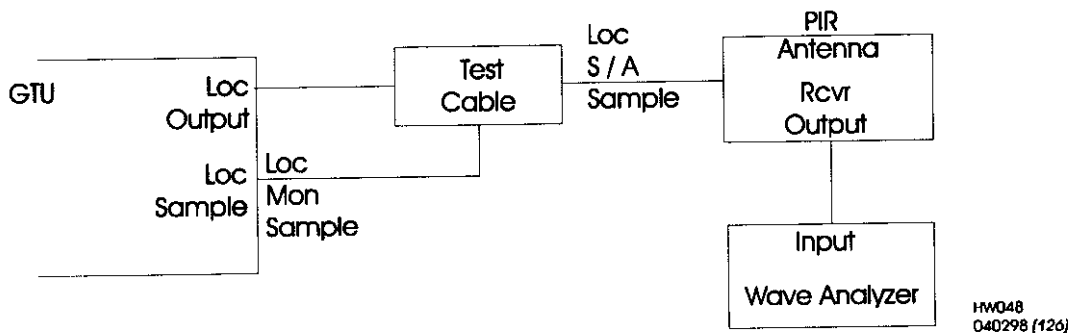 GTU
Loc
Output
Loc
Sample
Loc
Mon
Sample
Test
Cable
Loc
S / A
Sample
PIR
Antenna
Rcvr
Output
Input
Wave Analyzer
HW048
040298 (126)